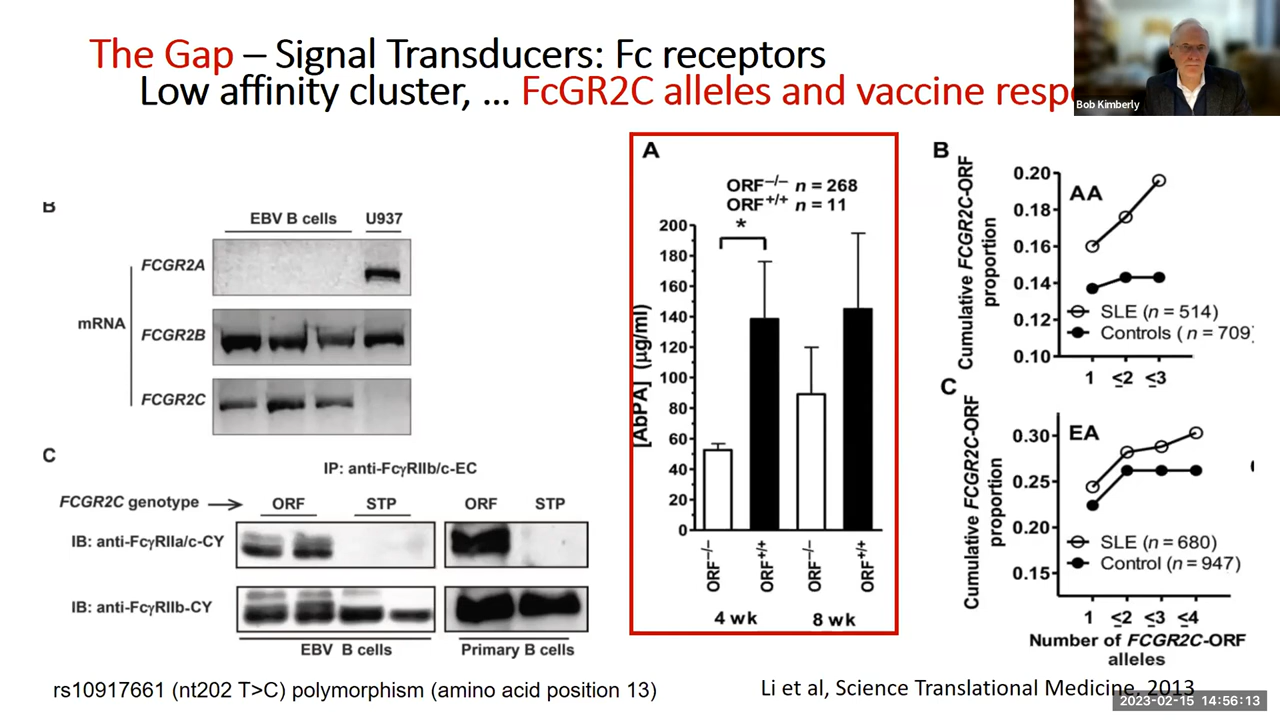 The Gap – Signal Transducers: Fc receptors
Low affinity cluster, ... FcGR2C alleles and vaccine resp
Bob Kimberly
B
EBV B cells U937
FCGR2A
mRNA
FCGR2B
FCGR2C
C
IP: anti-FcγRIIb/c-EC
FCGR2C genotype → ORF STP ORF STP
IB: anti-FcγRIIa/c-CY
IB: anti-FcγRIIb-CY
EBV B cells Primary B cells
rs10917661 (nt202 T>C) polymorphism (amino acid position 13)
A
ORF–/– n = 268
ORF+/+ n = 11
*
[AbPA] (µg/ml)
200
180
160
140
120
100
80
60
40
20
0
ORF–/– ORF+/+ ORF–/– ORF+/+
4 wk 8 wk
B
Cumulative FCGR2C-ORF
proportion
0.20
0.18
0.16
0.14
0.12
0.10
AA
SLE (n = 514)
Controls ( n = 709)
1 ≤2 ≤3
C
Cumulative FCGR2C-ORF
proportion
0.30
0.25
0.20
0.15
EA
SLE (n = 680)
Control (n = 947)
1 ≤2 ≤3 ≤4
Number of FCGR2C-ORF
alleles
Li et al, Science Translational Medicine, 2013
2023-02-15 14:56:13